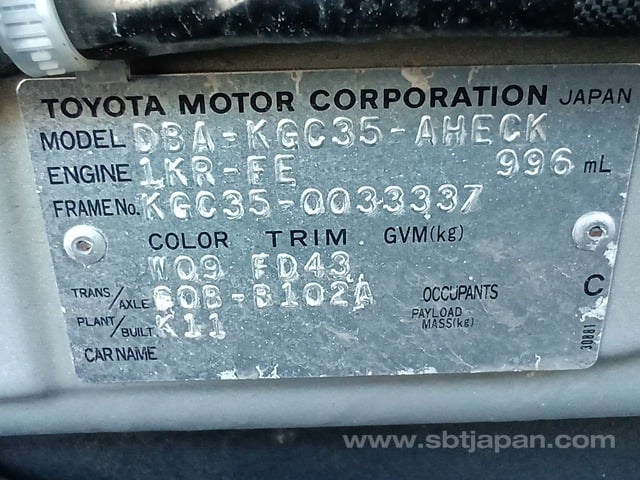 TOYOTA MOTOR CORPORATION JAPAN
MODEL DBA-KGC35-AHECK
ENGINE 1KR-FE 996 mL
FRAME No. KGC35-0033337
COLOR TRIM GVM(kg)
W09 FD43
TRANS/AXLE 60B-B102A OCCUPANTS C
PLANT/BUILT K11 PAYLOAD MASS(kg)
CAR NAME
30881
www.sbtjapan.com